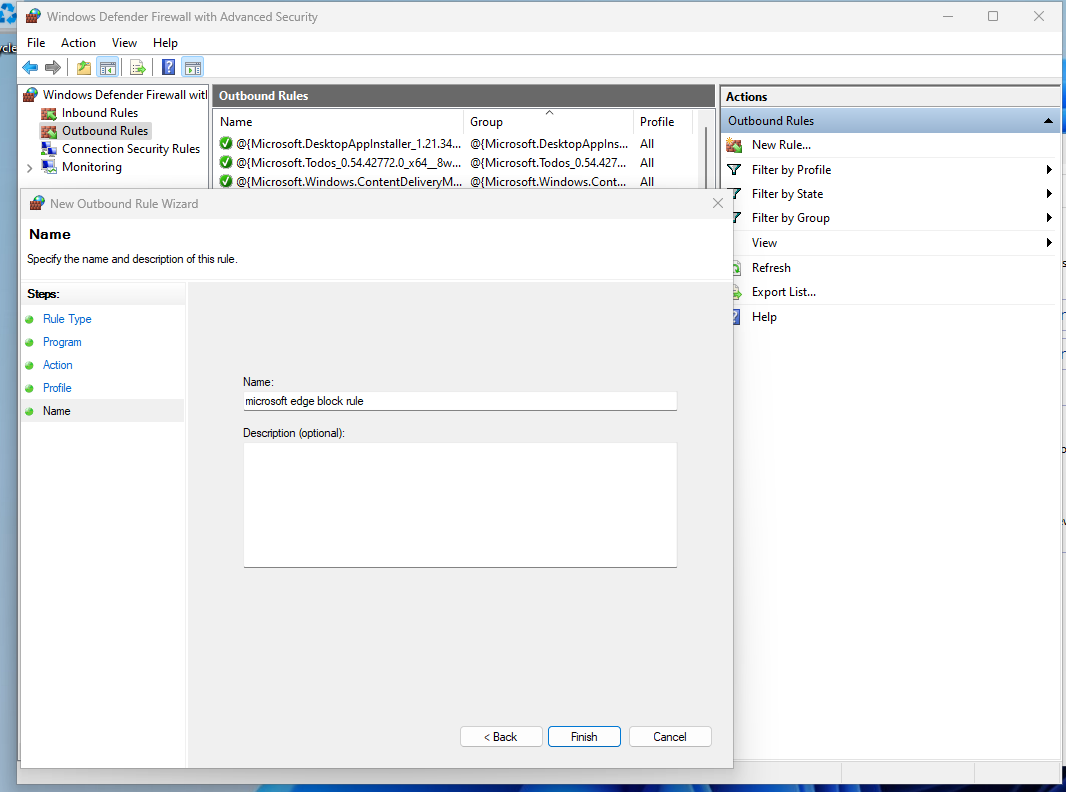 Windows Defender Firewall with Advanced Security
File Action View Help
Windows Defender Firewall with
Inbound Rules
Outbound Rules
Connection Security Rules
Monitoring
Outbound Rules
Name Group Profile
@{Microsoft.DesktopAppInstaller_1.21.34... @{Microsoft.DesktopAppIns... All
@{Microsoft.Todos_0.54.42772.0_x64__8w... @{Microsoft.Todos_0.54.427... All
@{Microsoft.Windows.ContentDeliveryM... @{Microsoft.Windows.Cont... All
Actions
Outbound Rules
New Rule...
Filter by Profile
Filter by State
Filter by Group
View
Refresh
Export List...
Help
New Outbound Rule Wizard
Name
Specify the name and description of this rule.
Steps:
Rule Type
Program
Action
Profile
Name
Name:
microsoft edge block rule
Description (optional):
< Back Finish Cancel